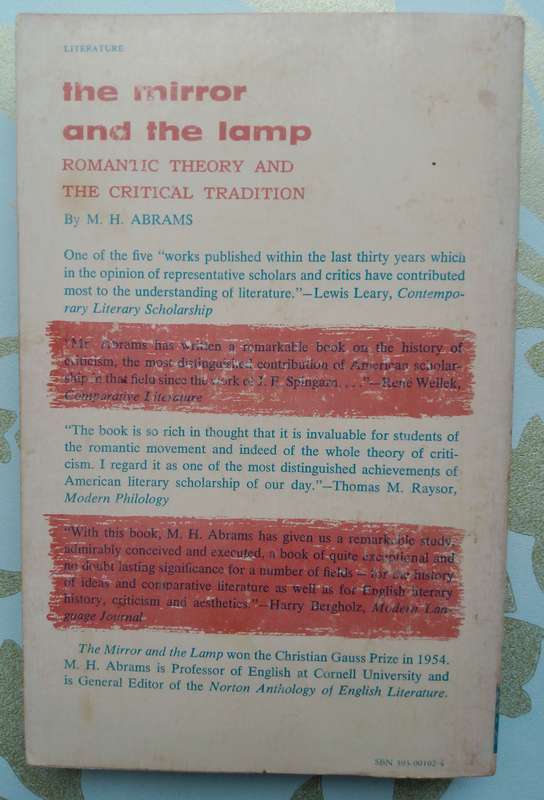 LITERATURE
the mirror
and the lamp
ROMANTIC THEORY AND
THE CRITICAL TRADITION
By M. H. ABRAMS
One of the five “works published within the last thirty years which
in the opinion of representative scholars and critics have contributed
most to the understanding of literature.”—Lewis Leary, Contempo-
rary Literary Scholarship
“Mr. Abrams has written a remarkable book on the history of
criticism, the most distinguished contribution of American scholar-
ship in that field since the work of J. E. Spingarn. . . .”—René Wellek,
Comparative Literature
“The book is so rich in thought that it is invaluable for students of
the romantic movement and indeed of the whole theory of criti-
cism. I regard it as one of the most distinguished achievements of
American literary scholarship of our day.”—Thomas M. Raysor,
Modern Philology
“With this book, M. H. Abrams has given us a remarkable study,
admirably conceived and executed, a book of quite exceptional and
no doubt lasting significance for a number of fields – for the history
of ideas and comparative literature as well as for English literary
history, criticism and aesthetics.”—Harry Bergholz, Modern Lan-
guage Journal
The Mirror and the Lamp won the Christian Gauss Prize in 1954.
M. H. Abrams is Professor of English at Cornell University and
is General Editor of the Norton Anthology of English Literature.
SBN 393-00102-4